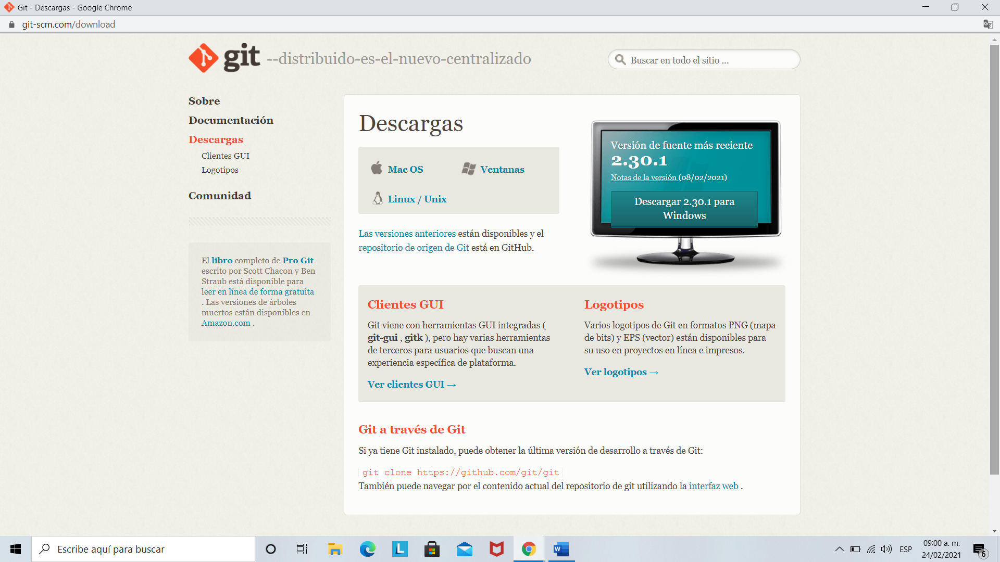 Git - Descargas - Google Chrome
git-scm.com/download
git --distribuido-es-el-nuevo-centralizado
Buscar en todo el sitio ...
Sobre
Documentación
Descargas
Clientes GUI
Logotipos
Comunidad
El libro completo de Pro Git
escrito por Scott Chacon y Ben
Straub está disponible para
leer en línea de forma gratuita
. Las versiones de árboles
muertos están disponibles en
Amazon.com .
Descargas
Mac OS
Ventanas
Linux / Unix
Las versiones anteriores están disponibles y el
repositorio de origen de Git está en GitHub.
Versión de fuente más reciente
2.30.1
Notas de la versión (08/02/2021)
Descargar 2.30.1 para
Windows
Clientes GUI
Git viene con herramientas GUI integradas (
git-gui , gitk ), pero hay varias herramientas
de terceros para usuarios que buscan una
experiencia específica de plataforma.
Ver clientes GUI →
Logotipos
Varios logotipos de Git en formatos PNG (mapa
de bits) y EPS (vector) están disponibles para
su uso en proyectos en línea e impresos.
Ver logotipos →
Git a través de Git
Si ya tiene Git instalado, puede obtener la última versión de desarrollo a través de Git:
git clone https://github.com/git/git
También puede navegar por el contenido actual del repositorio de git utilizando la interfaz web .
Escribe aquí para buscar
L
W
ESP
09:00 a. m.
24/02/2021
6